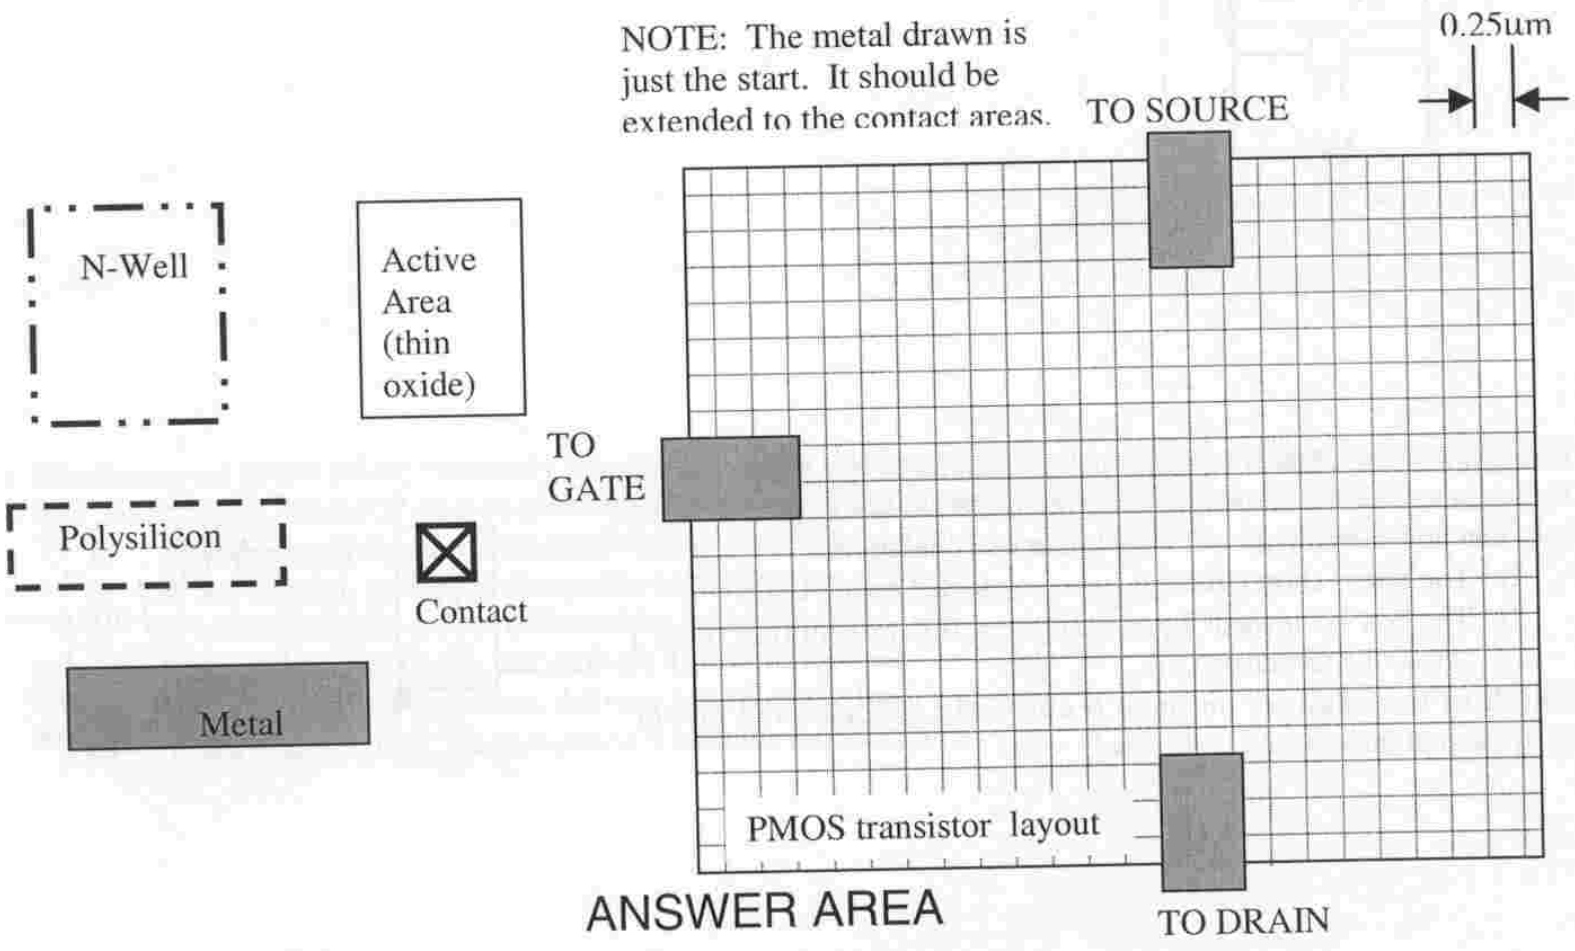 NOTE: The metal drawn is
just the start. It should be
extended to the contact areas.
0.25um
TO SOURCE
N-Well
Active
Area
(thin
oxide)
TO
GATE
Polysilicon
Contact
Metal
PMOS transistor layout
ANSWER AREA
TO DRAIN